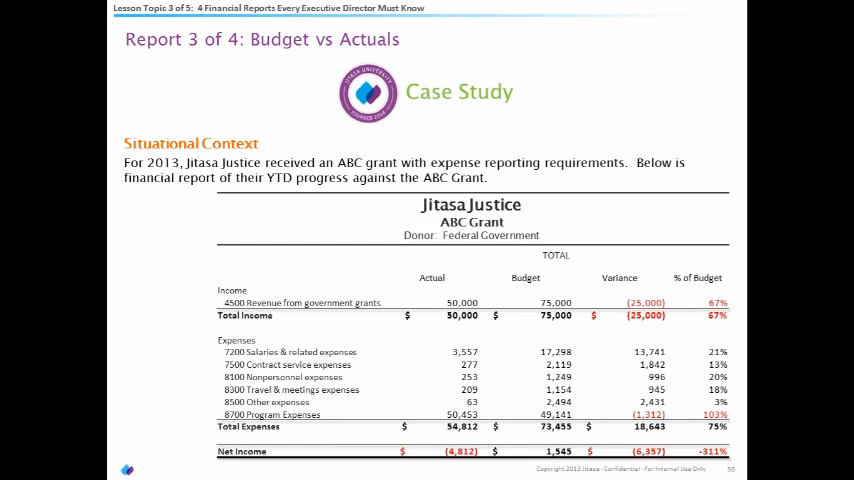 Lesson Topic 3 of 5: 4 Financial Reports Every Executive Director Must Know
Report 3 of 4: Budget vs Actuals
JITASA UNIVERSITY
FOUNDED 2008
Case Study
Situational Context
For 2013, Jitasa Justice received an ABC grant with expense reporting requirements. Below is
financial report of their YTD progress against the ABC Grant.
Jitasa Justice
ABC Grant
Donor: Federal Government
TOTAL
Actual Budget Variance % of Budget
Income
4500 Revenue from government grants 50,000 75,000 (25,000) 67%
Total Income $ 50,000 $ 75,000 $ (25,000) 67%
Expenses
7200 Salaries & related expenses 3,557 17,298 13,741 21%
7500 Contract service expenses 277 2,119 1,842 13%
8100 Nonpersonnel expenses 253 1,249 996 20%
8300 Travel & meetings expenses 209 1,154 945 18%
8500 Other expenses 63 2,494 2,431 3%
8700 Program Expenses 50,453 49,141 (1,312) 103%
Total Expenses $ 54,812 $ 73,455 $ 18,643 75%
Net Income $ (4,812) $ 1,545 $ (6,357) -311%
Copyright 2013 Jitasa - Confidential - For Internal Use Only 30